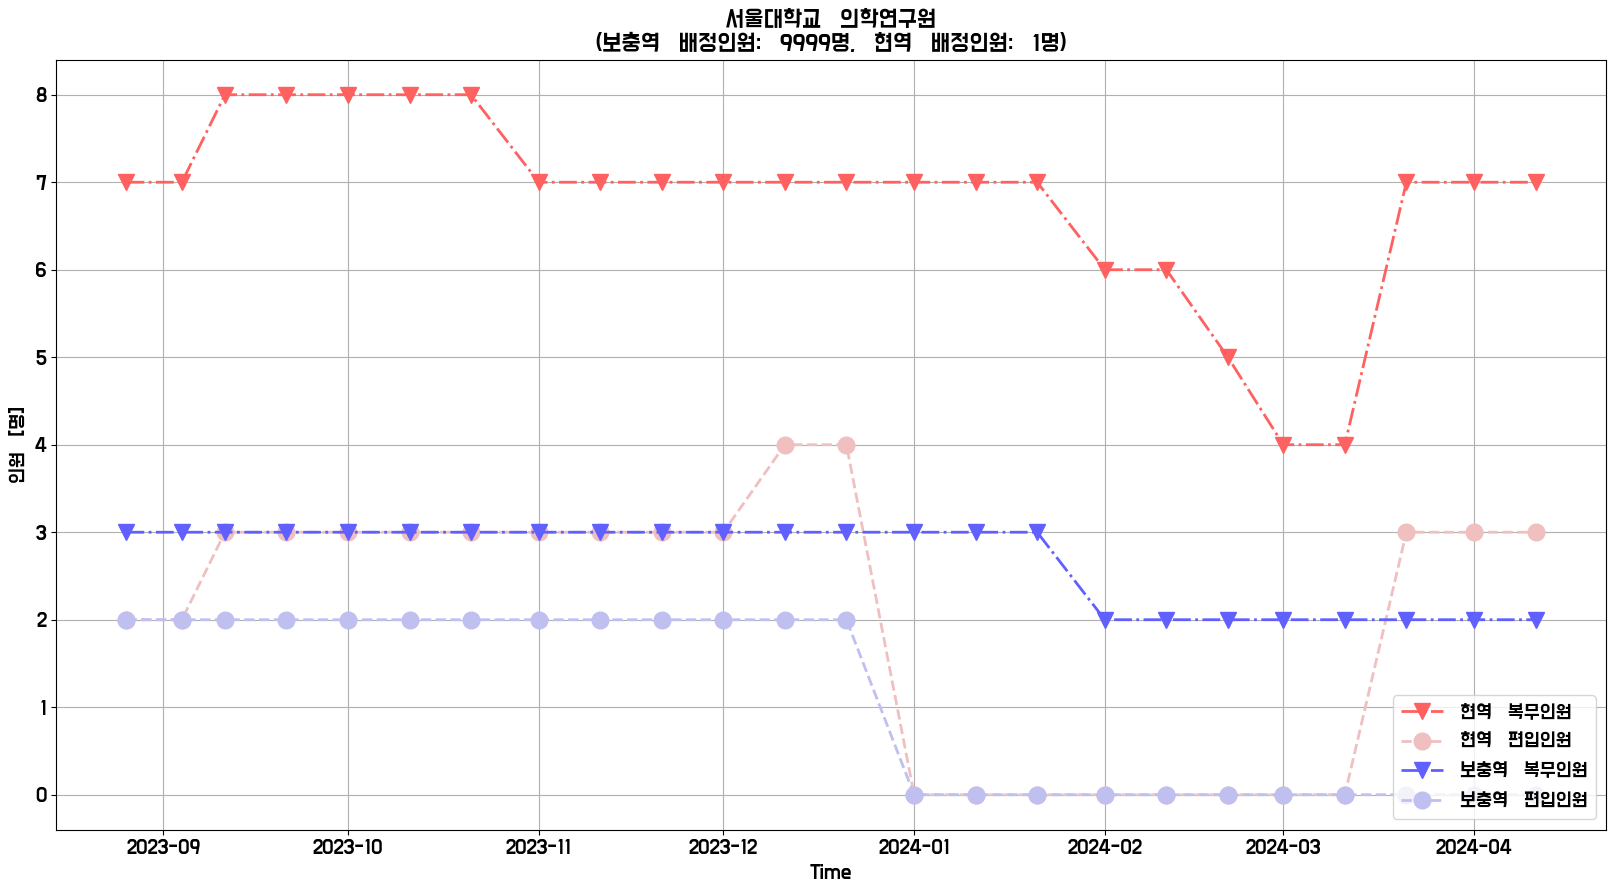 서울대학교 의학연구원
(보충역 배정인원: 9999명, 현역 배정인원: 1명)
인원 [명]
8
7
6
5
4
3
2
1
0
2023-09 2023-10 2023-11 2023-12 2024-01 2024-02 2024-03 2024-04
Time
현역 복무인원
현역 편입인원
보충역 복무인원
보충역 편입인원